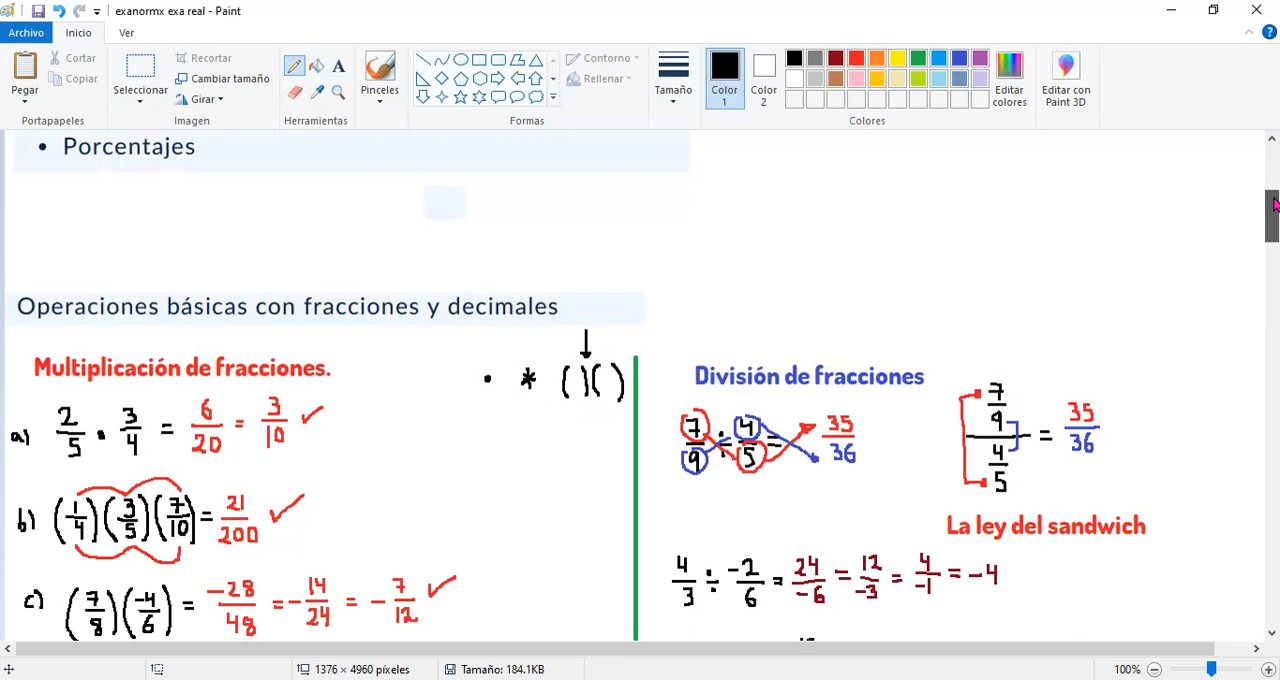 exanormx exa real - Paint
Archivo Inicio Ver
Pegar
Cortar
Copiar
Portapapeles
Seleccionar
Recortar
Cambiar tamaño
Girar
Imagen
A
Herramientas
Pinceles
Contorno
Rellenar
Formas
Tamaño
Color 1
Color 2
Editar colores
Colores
Editar con Paint 3D
• Porcentajes
Operaciones básicas con fracciones y decimales
Multiplicación de fracciones.
· * ( )( )
a) 2/5 · 3/4 = 6/20 = 3/10 ✓
b) (1/4)(3/5)(7/10) = 21/200 ✓
c) (7/8)(-4/6) = -28/48 = -14/24 = -7/12 ✓
División de fracciones
7/9 ÷ 4/5 = 35/36
7/9 / 4/5 = 35/36
La ley del sandwich
4/3 ÷ -2/6 = 24/-6 = 12/-3 = 4/-1 = -4
1376 × 4960 píxeles
Tamaño: 184.1KB
100%